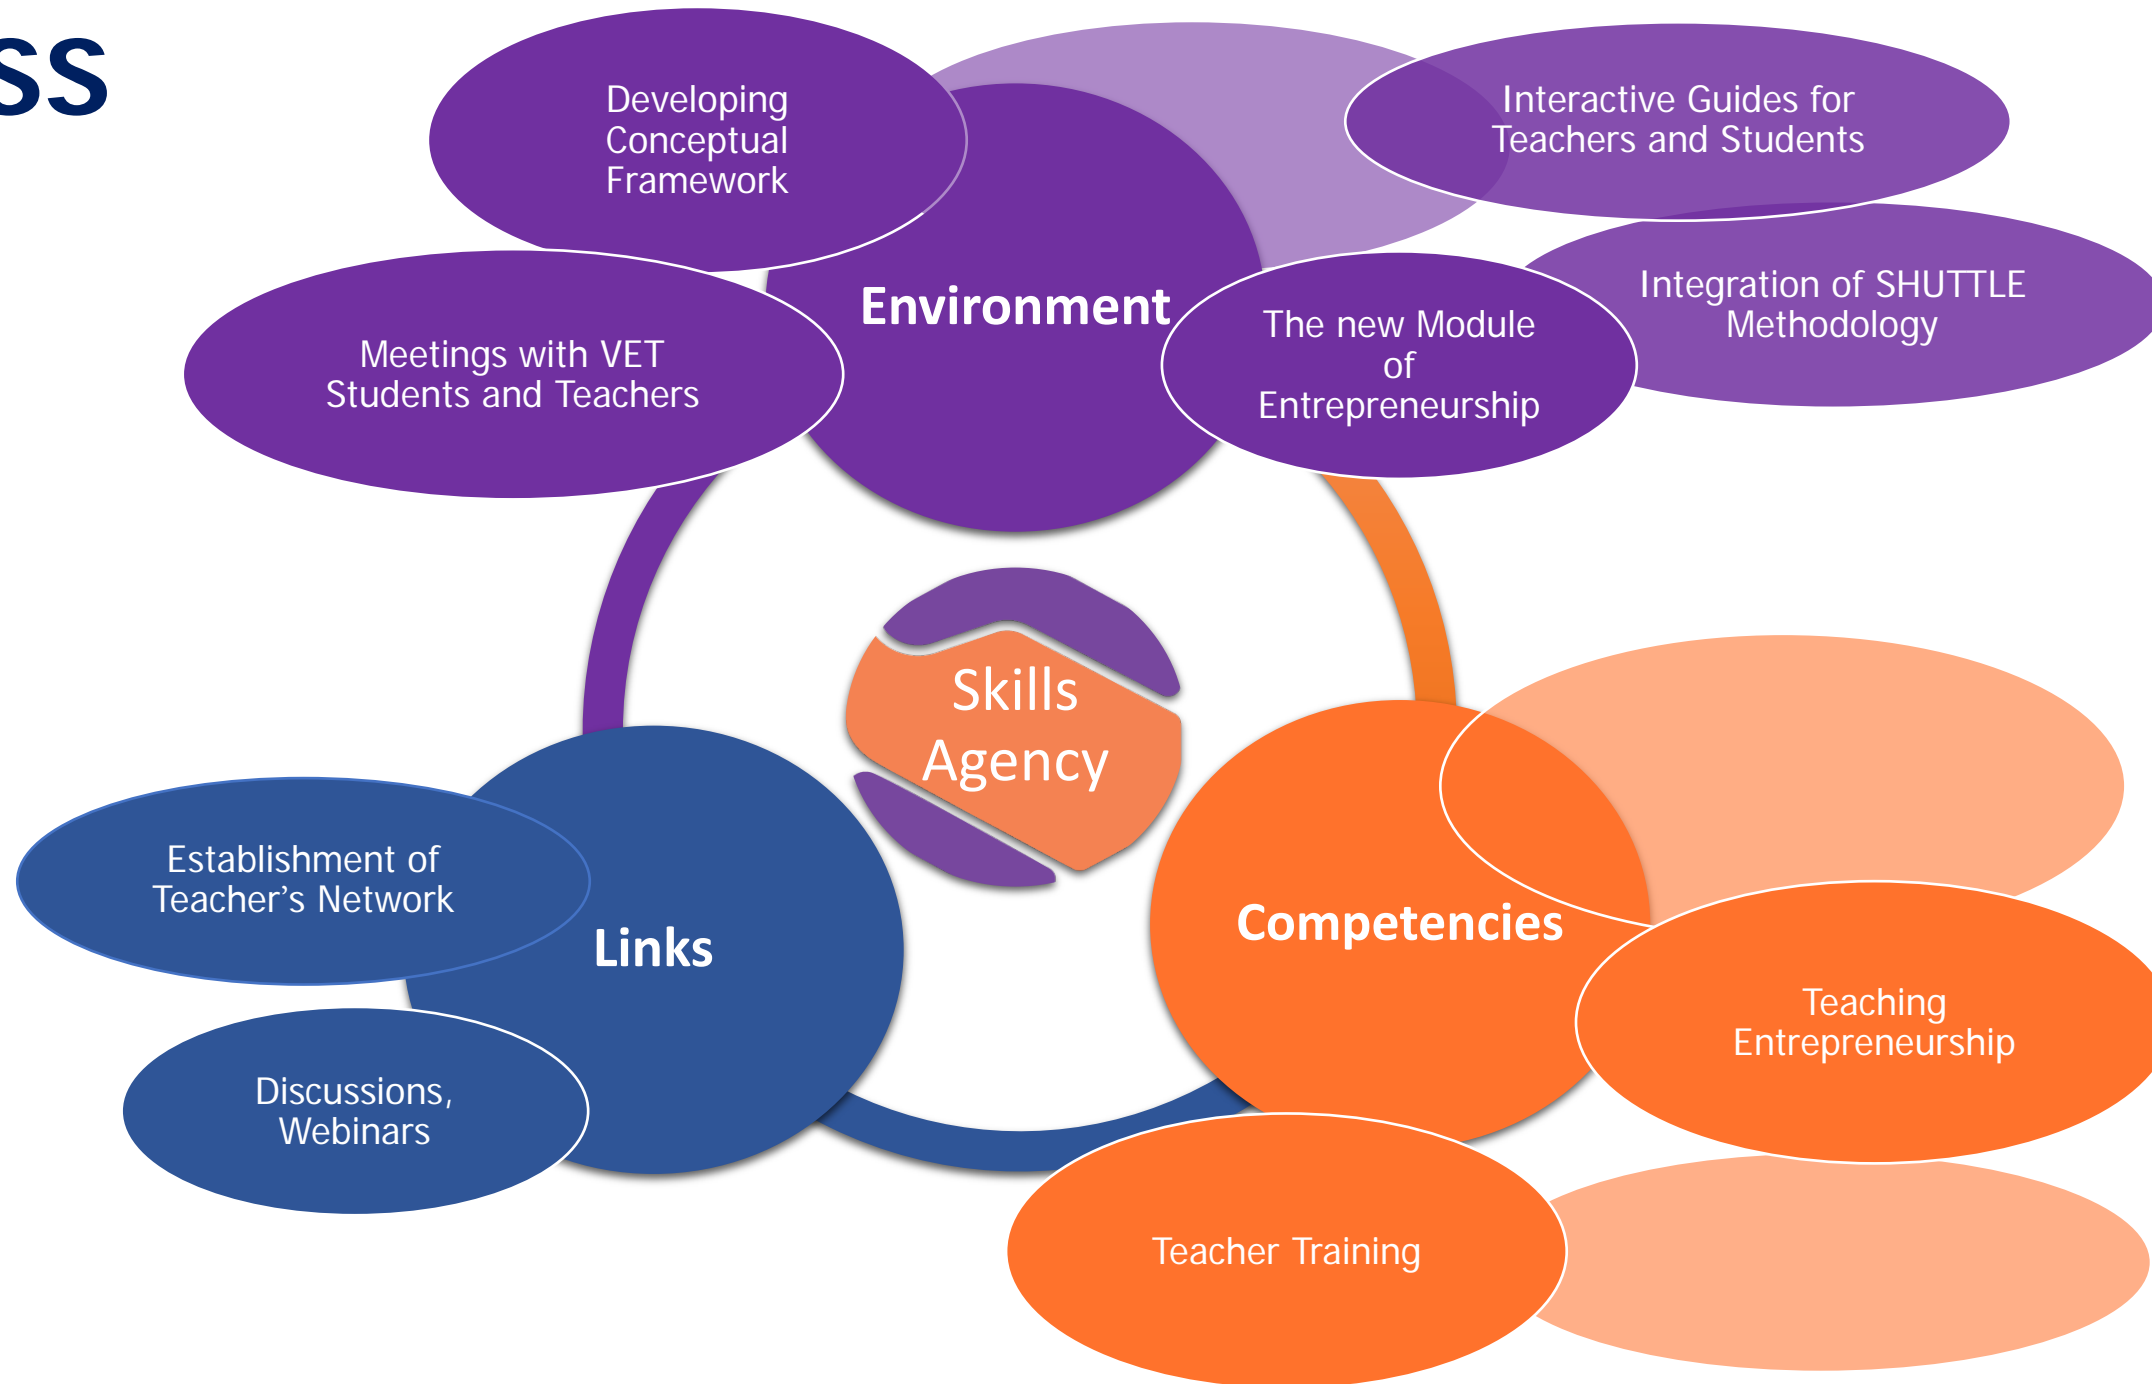 ss
Developing
Conceptual
Framework
Interactive Guides for
Teachers and Students
Environment
Integration of SHUTTLE
Methodology
The new Module
of
Entrepreneurship
Meetings with VET
Students and Teachers
Skills
Agency
Establishment of
Teacher's Network
Links
Competencies
Teaching
Entrepreneurship
Discussions,
Webinars
Teacher Training